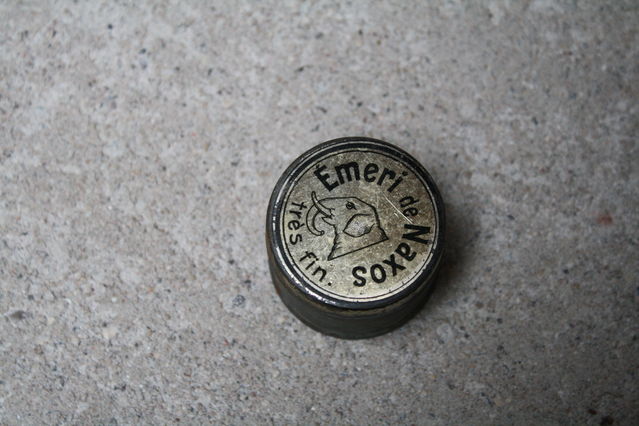 Émeri de Naxos
très fin.